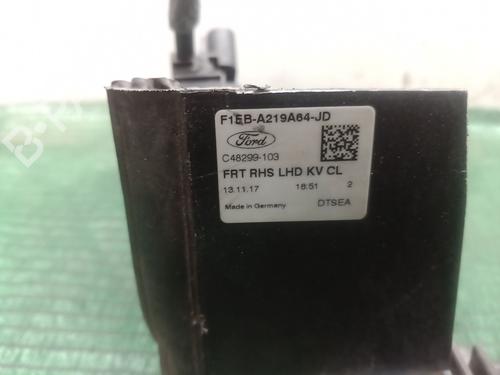 F1EB-A219A64-JD
Ford
C48299-103
FRT RHS LHD KV CL
13.11.17 16:51 2
Made in Germany DTSEA